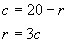 c = 20 − r
r = 3c